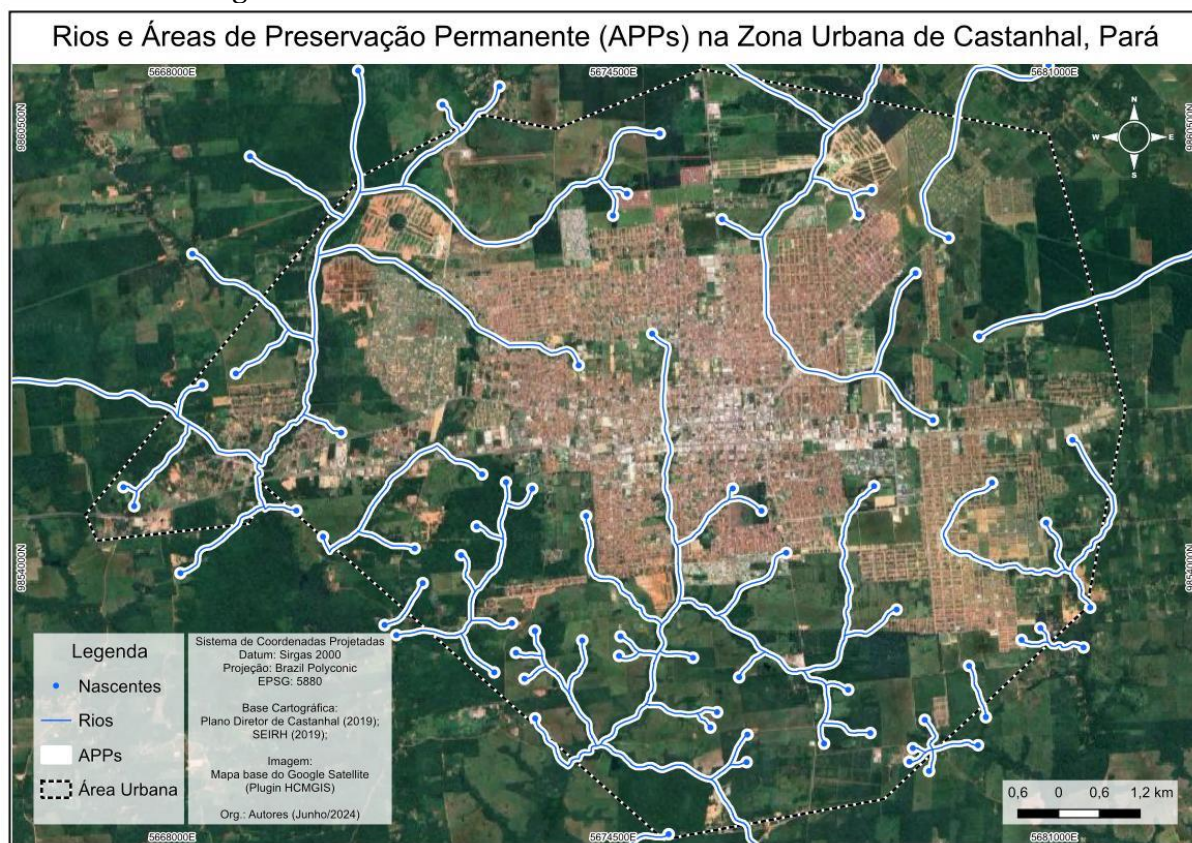 Rios e Áreas de Preservação Permanente (APPs) na Zona Urbana de Castanhal, Pará
5668000E
5674500E
5681000E
9860500N
9860500N
N
W
E
S
9854000N
9854000N
Legenda
Nascentes
Rios
APPs
Área Urbana
Sistema de Coordenadas Projetadas
Datum: Sirgas 2000
Projeção: Brazil Polyconic
EPSG: 5880
Base Cartográfica:
Plano Diretor de Castanhal (2019);
SEIRH (2019);
Imagem:
Mapa base do Google Satellite
(Plugin HCMGIS)
Org.: Autores (Junho/2024)
0,6 0 0,6 1,2 km
5668000E
5674500E
5681000E